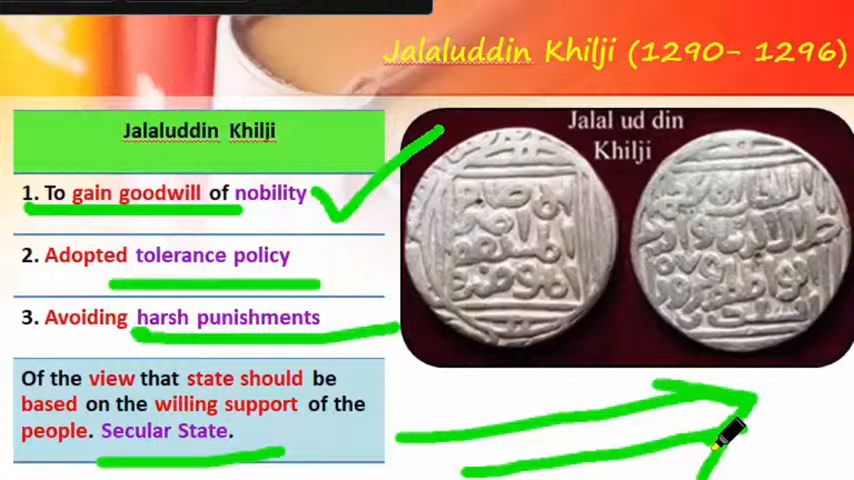 Jalaluddin Khilji (1290- 1296)
Jalaluddin Khilji
1. To gain goodwill of nobility
2. Adopted tolerance policy
3. Avoiding harsh punishments
Of the view that state should be
based on the willing support of the
people. Secular State.
Jalal ud din
Khilji